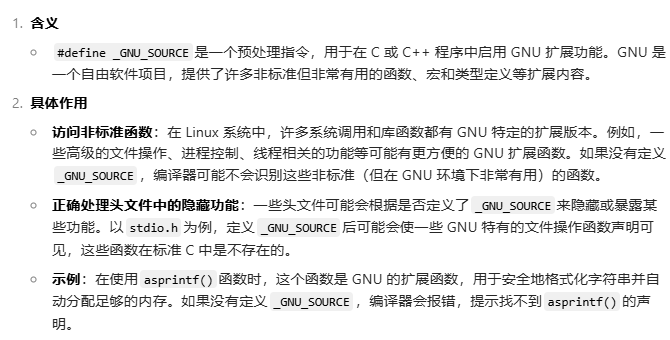 1. 含义
#define _GNU_SOURCE 是一个预处理指令，用于在 C 或 C++ 程序中启用 GNU 扩展功能。GNU 是
一个自由软件项目，提供了许多非标准但非常有用的函数、宏和类型定义等扩展内容。
2. 具体作用
访问非标准函数：在 Linux 系统中，许多系统调用和库函数都有 GNU 特定的扩展版本。例如，一
些高级的文件操作、进程控制、线程相关的功能等可能有更方便的 GNU 扩展函数。如果没有定义
_GNU_SOURCE ，编译器可能不会识别这些非标准（但在 GNU 环境下非常有用）的函数。
正确处理头文件中的隐藏功能：一些头文件可能会根据是否定义了 _GNU_SOURCE 来隐藏或暴露某
些功能。以 stdio.h 为例，定义 _GNU_SOURCE 后可能会使一些 GNU 特有的文件操作函数声明可
见，这些函数在标准 C 中是不存在的。
示例：在使用 asprintf() 函数时，这个函数是 GNU 的扩展函数，用于安全地格式化字符串并自
动分配足够的内存。如果没有定义 _GNU_SOURCE ，编译器会报错，提示找不到 asprintf() 的声
明。